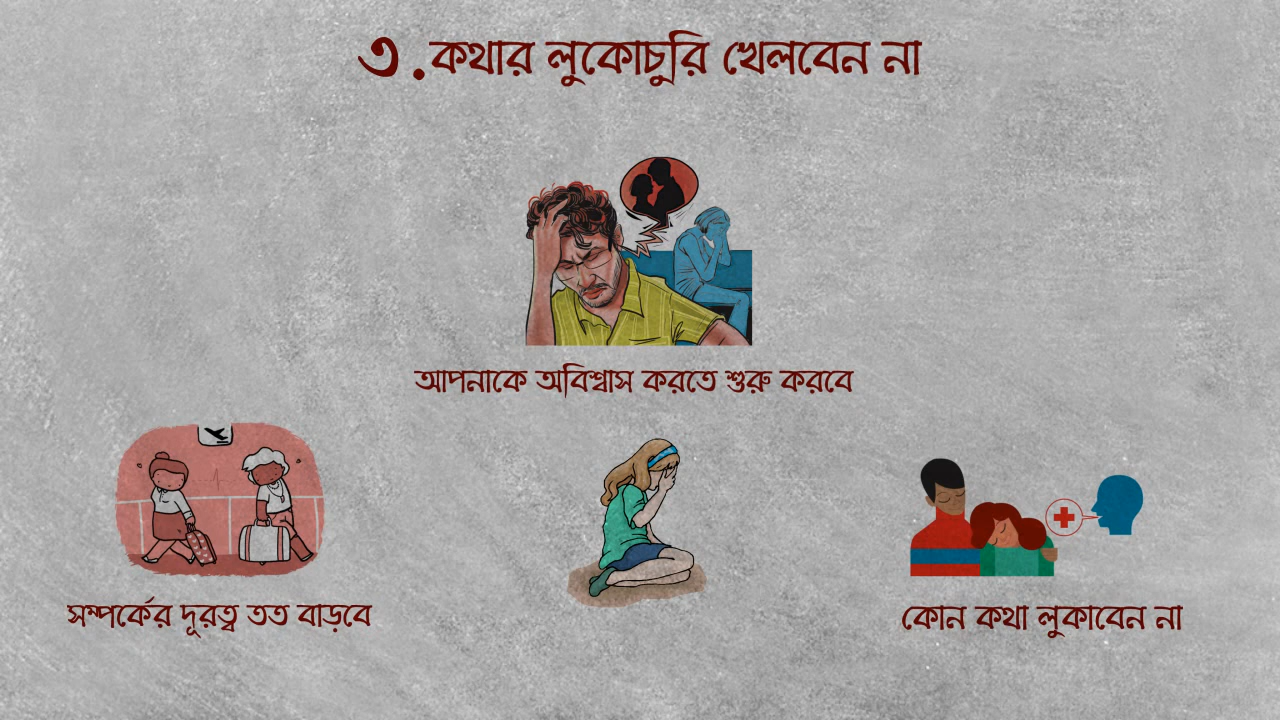 ৩.কথার লুকোচুরি খেলবেন না
আপনাকে অবিশ্বাস করতে শুরু করবে
সম্পর্কের দূরত্ব তত বাড়বে
কোন কথা লুকাবেন না